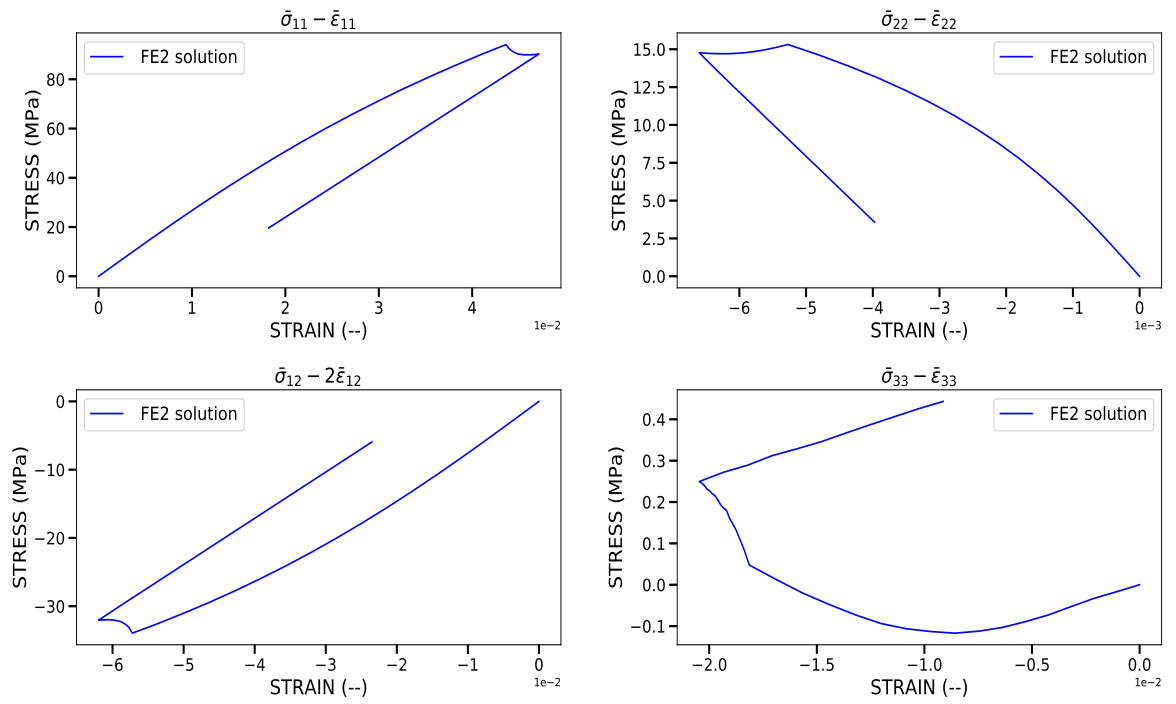 σ̄₁₁ − ε̄₁₁
FE2 solution
STRESS (MPa)
80
60
40
20
0
0 1 2 3 4
1e−2
STRAIN (--)
σ̄₂₂ − ε̄₂₂
FE2 solution
STRESS (MPa)
15.0
12.5
10.0
7.5
5.0
2.5
0.0
−6 −5 −4 −3 −2 −1 0
1e−3
STRAIN (--)
σ̄₁₂ − 2ε̄₁₂
FE2 solution
STRESS (MPa)
0
−10
−20
−30
−6 −5 −4 −3 −2 −1 0
1e−2
STRAIN (--)
σ̄₃₃ − ε̄₃₃
FE2 solution
STRESS (MPa)
0.4
0.3
0.2
0.1
0.0
−0.1
−2.0 −1.5 −1.0 −0.5 0.0
1e−2
STRAIN (--)